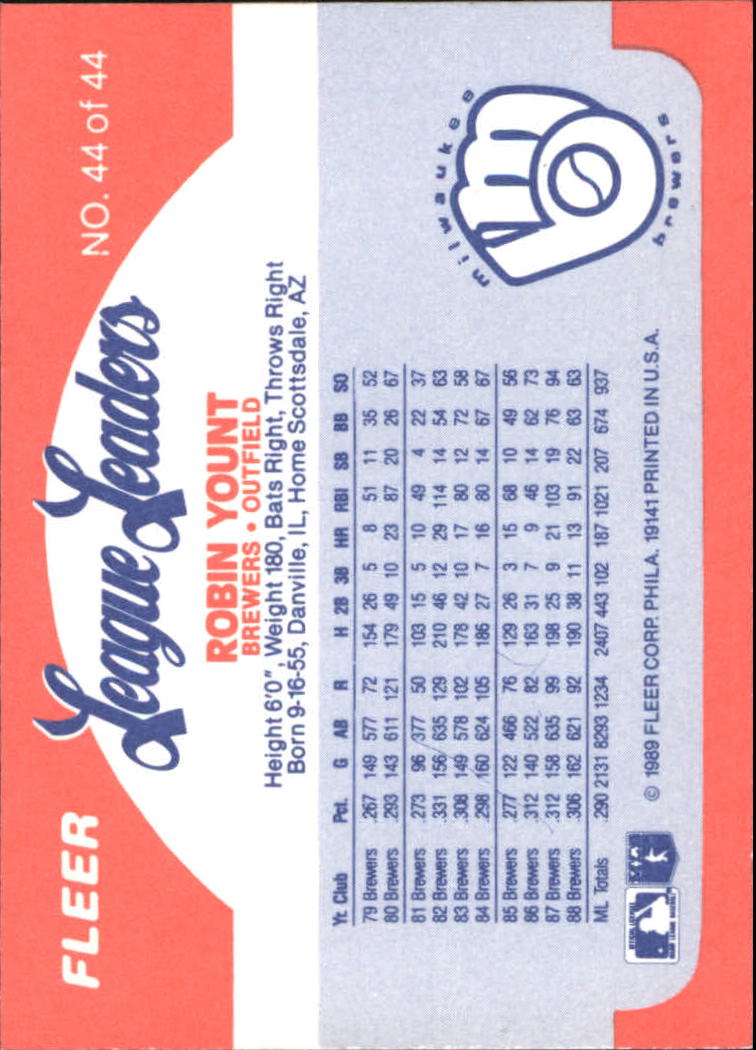 FLEER
League Leaders
NO. 44 of 44
ROBIN YOUNT
BREWERS • OUTFIELD
Height 6'0", Weight 180, Bats Right, Throws Right
Born 9-16-55, Danville, IL, Home Scottsdale, AZ
Yr. Club Pct. G AB R H 2B 3B HR RBI SB BB SO
79 Brewers .267 149 577 72 154 26 5 8 51 11 35 52
80 Brewers .293 143 611 121 179 49 10 23 87 20 26 67
81 Brewers .273 96 377 50 103 15 5 10 49 4 22 37
82 Brewers .331 156 635 129 210 46 12 29 114 14 54 63
83 Brewers .308 149 578 102 178 42 10 17 80 12 72 58
84 Brewers .298 160 624 105 186 27 7 16 80 14 67 67
85 Brewers .277 122 466 76 129 26 3 15 68 10 49 56
86 Brewers .312 140 522 82 163 31 7 9 46 14 62 73
87 Brewers .312 158 635 99 198 25 9 21 103 19 76 94
88 Brewers .306 162 621 92 190 38 11 13 91 22 63 63
ML Totals .290 2131 8293 1234 2407 443 102 187 1021 207 674 937
milwaukee
brewers
© 1989 FLEER CORP. PHILA. 19141 PRINTED IN U.S.A.